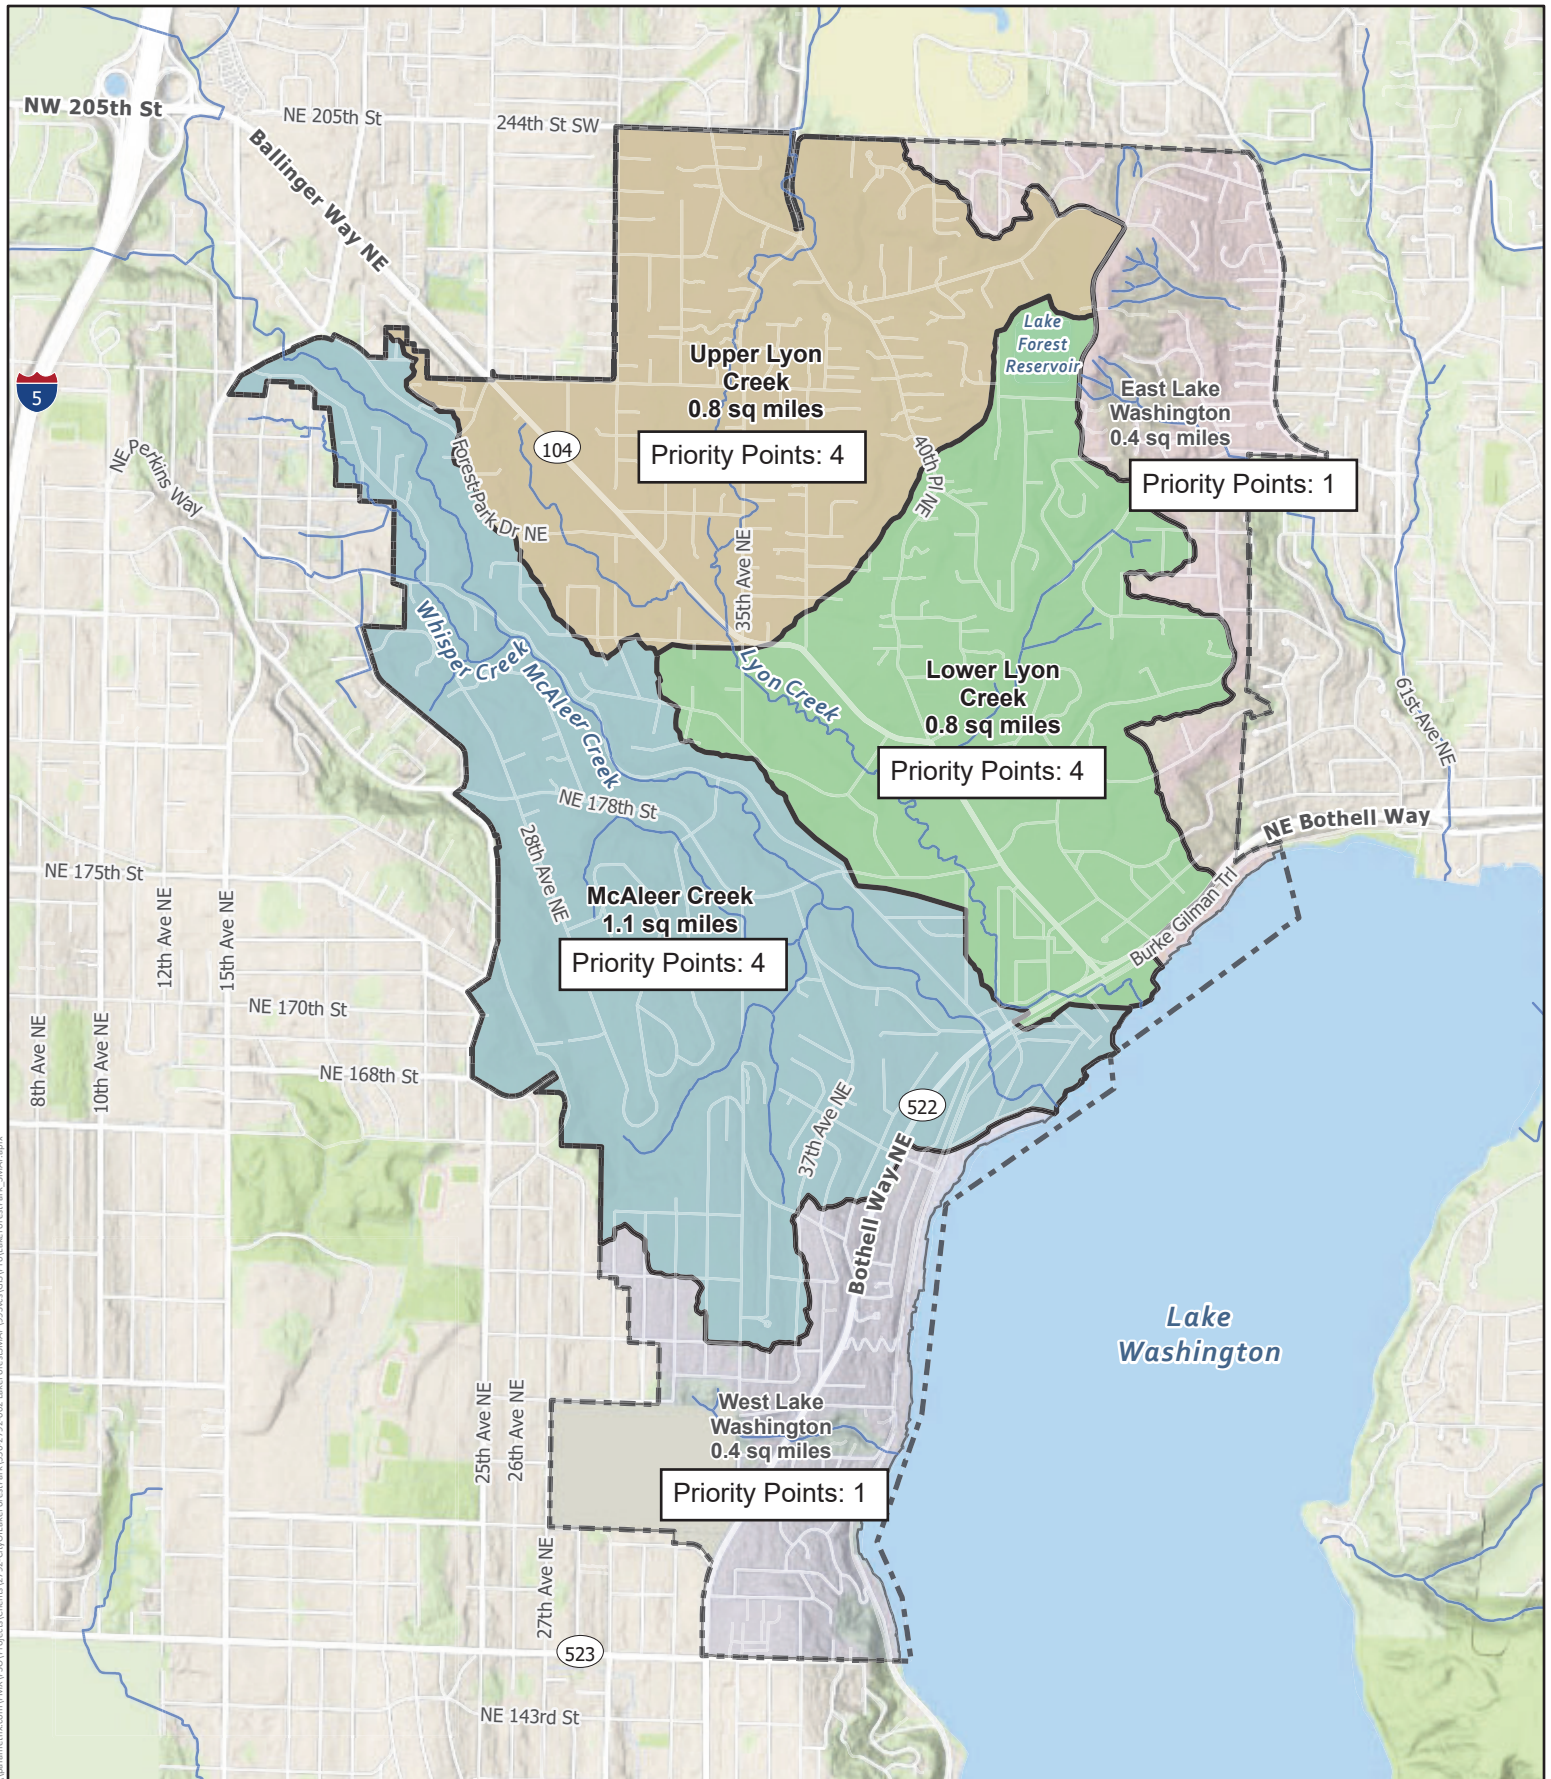 NW 205th St
NE 205th St
244th St SW
Ballinger Way NE
5
Upper Lyon
Creek
0.8 sq miles
Priority Points: 4
Lake
Forest
Reservoir
East Lake
Washington
0.4 sq miles
Priority Points: 1
104
Forest Park Dr NE
40th Pl NE
NE Perkins Way
35th Ave NE
Whisper Creek
McAleer Creek
Lyon Creek
Lower Lyon
Creek
0.8 sq miles
Priority Points: 4
61st Ave NE
NE 178th St
28th Ave NE
NE Bothell Way
Burke Gilman Trl
NE 175th St
12th Ave NE
15th Ave NE
McAleer Creek
1.1 sq miles
Priority Points: 4
NE 170th St
8th Ave NE
10th Ave NE
NE 168th St
37th Ave NE
522
Bothell Way NE
Lake
Washington
West Lake
Washington
0.4 sq miles
Priority Points: 1
25th Ave NE
26th Ave NE
27th Ave NE
523
NE 143rd St